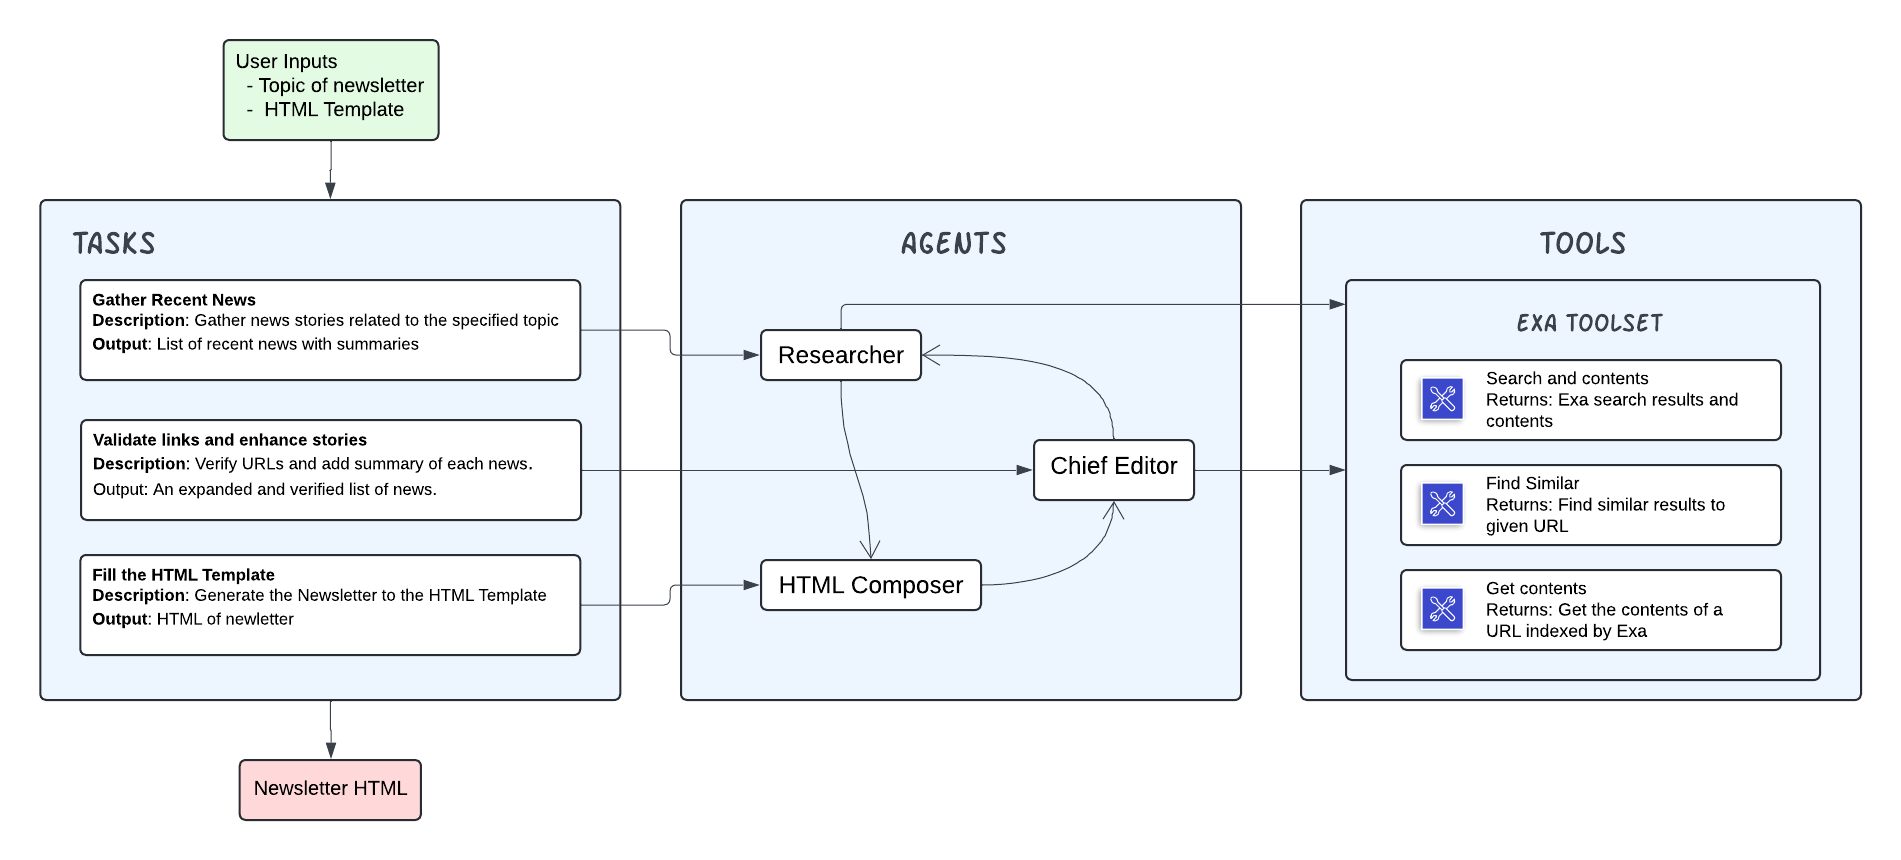 User Inputs
- Topic of newsletter
- HTML Template
TASKS
Gather Recent News
Description: Gather news stories related to the specified topic
Output: List of recent news with summaries
Validate links and enhance stories
Description: Verify URLs and add summary of each news.
Output: An expanded and verified list of news.
Fill the HTML Template
Description: Generate the Newsletter to the HTML Template
Output: HTML of newletter
Newsletter HTML
AGENTS
Researcher
Chief Editor
HTML Composer
TOOLS
EXA TOOLSET
Search and contents
Returns: Exa search results and
contents
Find Similar
Returns: Find similar results to
given URL
Get contents
Returns: Get the contents of a
URL indexed by Exa